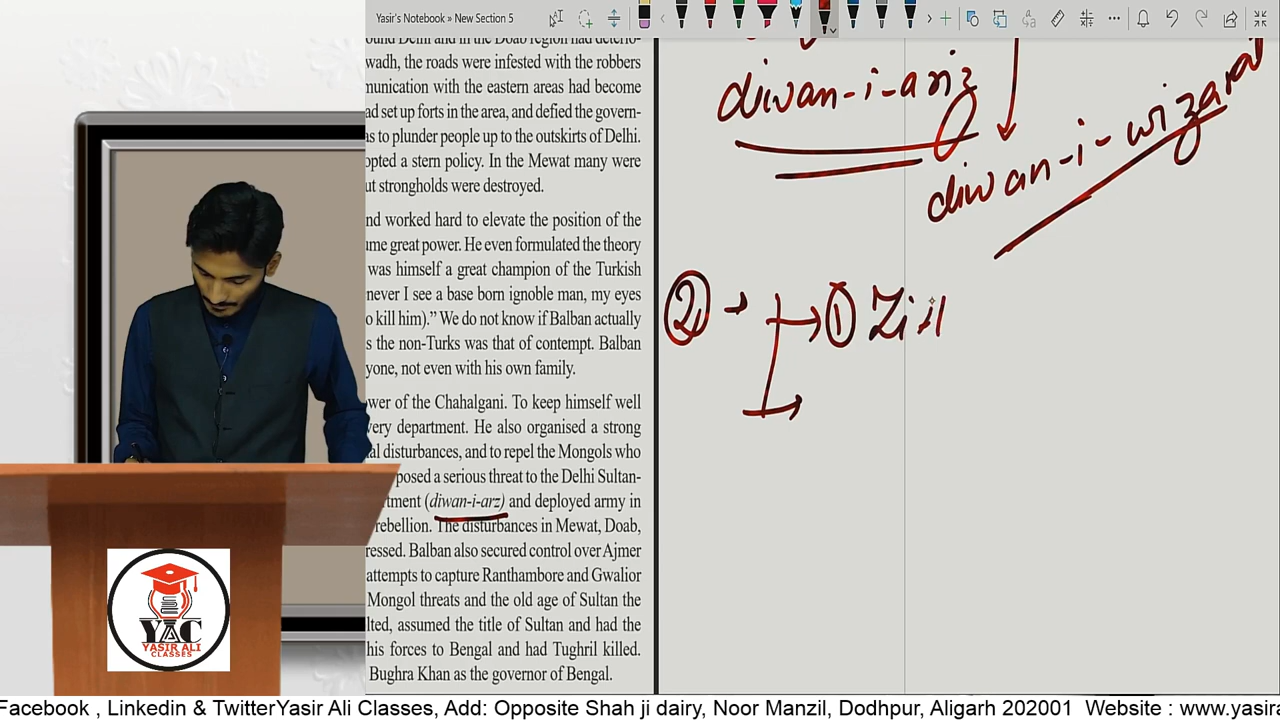 Yasir's Notebook » New Section 5
ound Delhi and in the Doab region had deterio-
wadh, the roads were infested with the robbers
munication with the eastern areas had become
ad set up forts in the area, and defied the govern-
as to plunder people up to the outskirts of Delhi.
opted a stern policy. In the Mewat many were
ut strongholds were destroyed.
nd worked hard to elevate the position of the
ume great power. He even formulated the theory
was himself a great champion of the Turkish
never I see a base born ignoble man, my eyes
o kill him)." We do not know if Balban actually
s the non-Turks was that of contempt. Balban
yone, not even with his own family.
ower of the Chahalgani. To keep himself well
very department. He also organised a strong
al disturbances, and to repel the Mongols who
posed a serious threat to the Delhi Sultan-
rtment (diwan-i-arz) and deployed army in
rebellion. The disturbances in Mewat, Doab,
ressed. Balban also secured control over Ajmer
attempts to capture Ranthambore and Gwalior
Mongol threats and the old age of Sultan the
lted, assumed the title of Sultan and had the
his forces to Bengal and had Tughril killed.
Bughra Khan as the governor of Bengal.
diwan-i-ariz
diwan-i-wizarat
2 → → 1 Zil
YAC
YASIR ALI
CLASSES
Facebook , Linkedin & TwitterYasir Ali Classes, Add: Opposite Shah ji dairy, Noor Manzil, Dodhpur, Aligarh 202001 Website : www.yasira